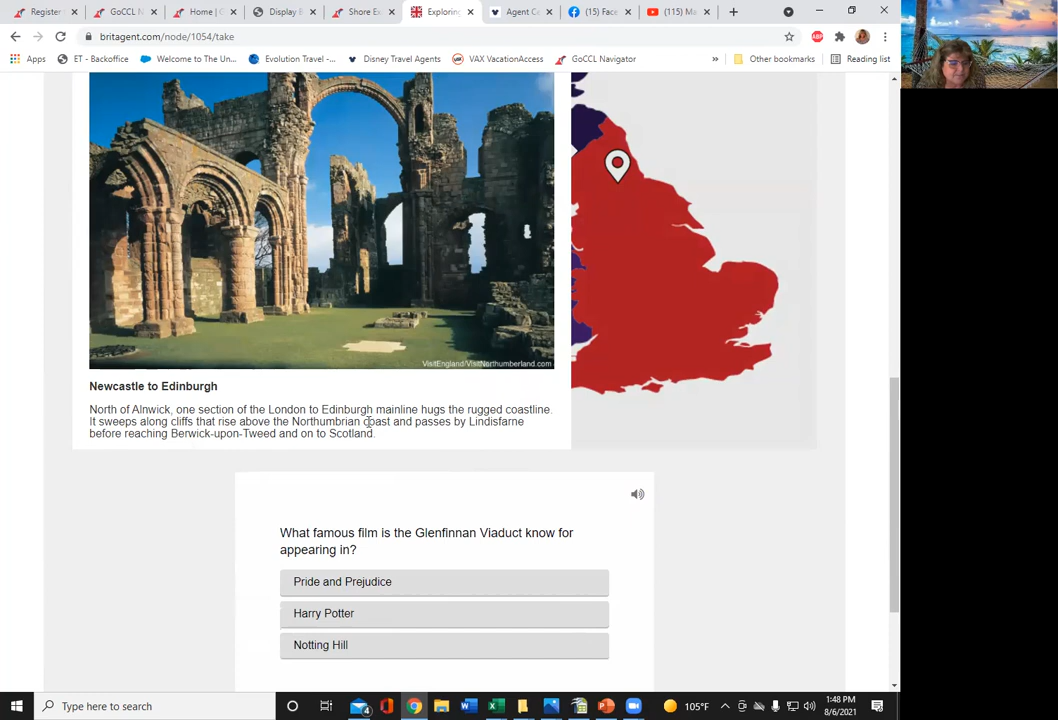 Register
GoCCL N
Home | G
Display B
Shore Ex
Exploring
Agent Ce
(15) Face
(115) Ma
britagent.com/node/1054/take
ABP
Apps
ET - Backoffice
Welcome to The Un...
Evolution Travel -...
Disney Travel Agents
VAX VacationAccess
GoCCL Navigator
»
Other bookmarks
Reading list
VisitEngland/VisitNorthumberland.com
Newcastle to Edinburgh
North of Alnwick, one section of the London to Edinburgh mainline hugs the rugged coastline.
It sweeps along cliffs that rise above the Northumbrian coast and passes by Lindisfarne
before reaching Berwick-upon-Tweed and on to Scotland.
What famous film is the Glenfinnan Viaduct know for
appearing in?
Pride and Prejudice
Harry Potter
Notting Hill
Type here to search
105°F
1:48 PM
8/6/2021